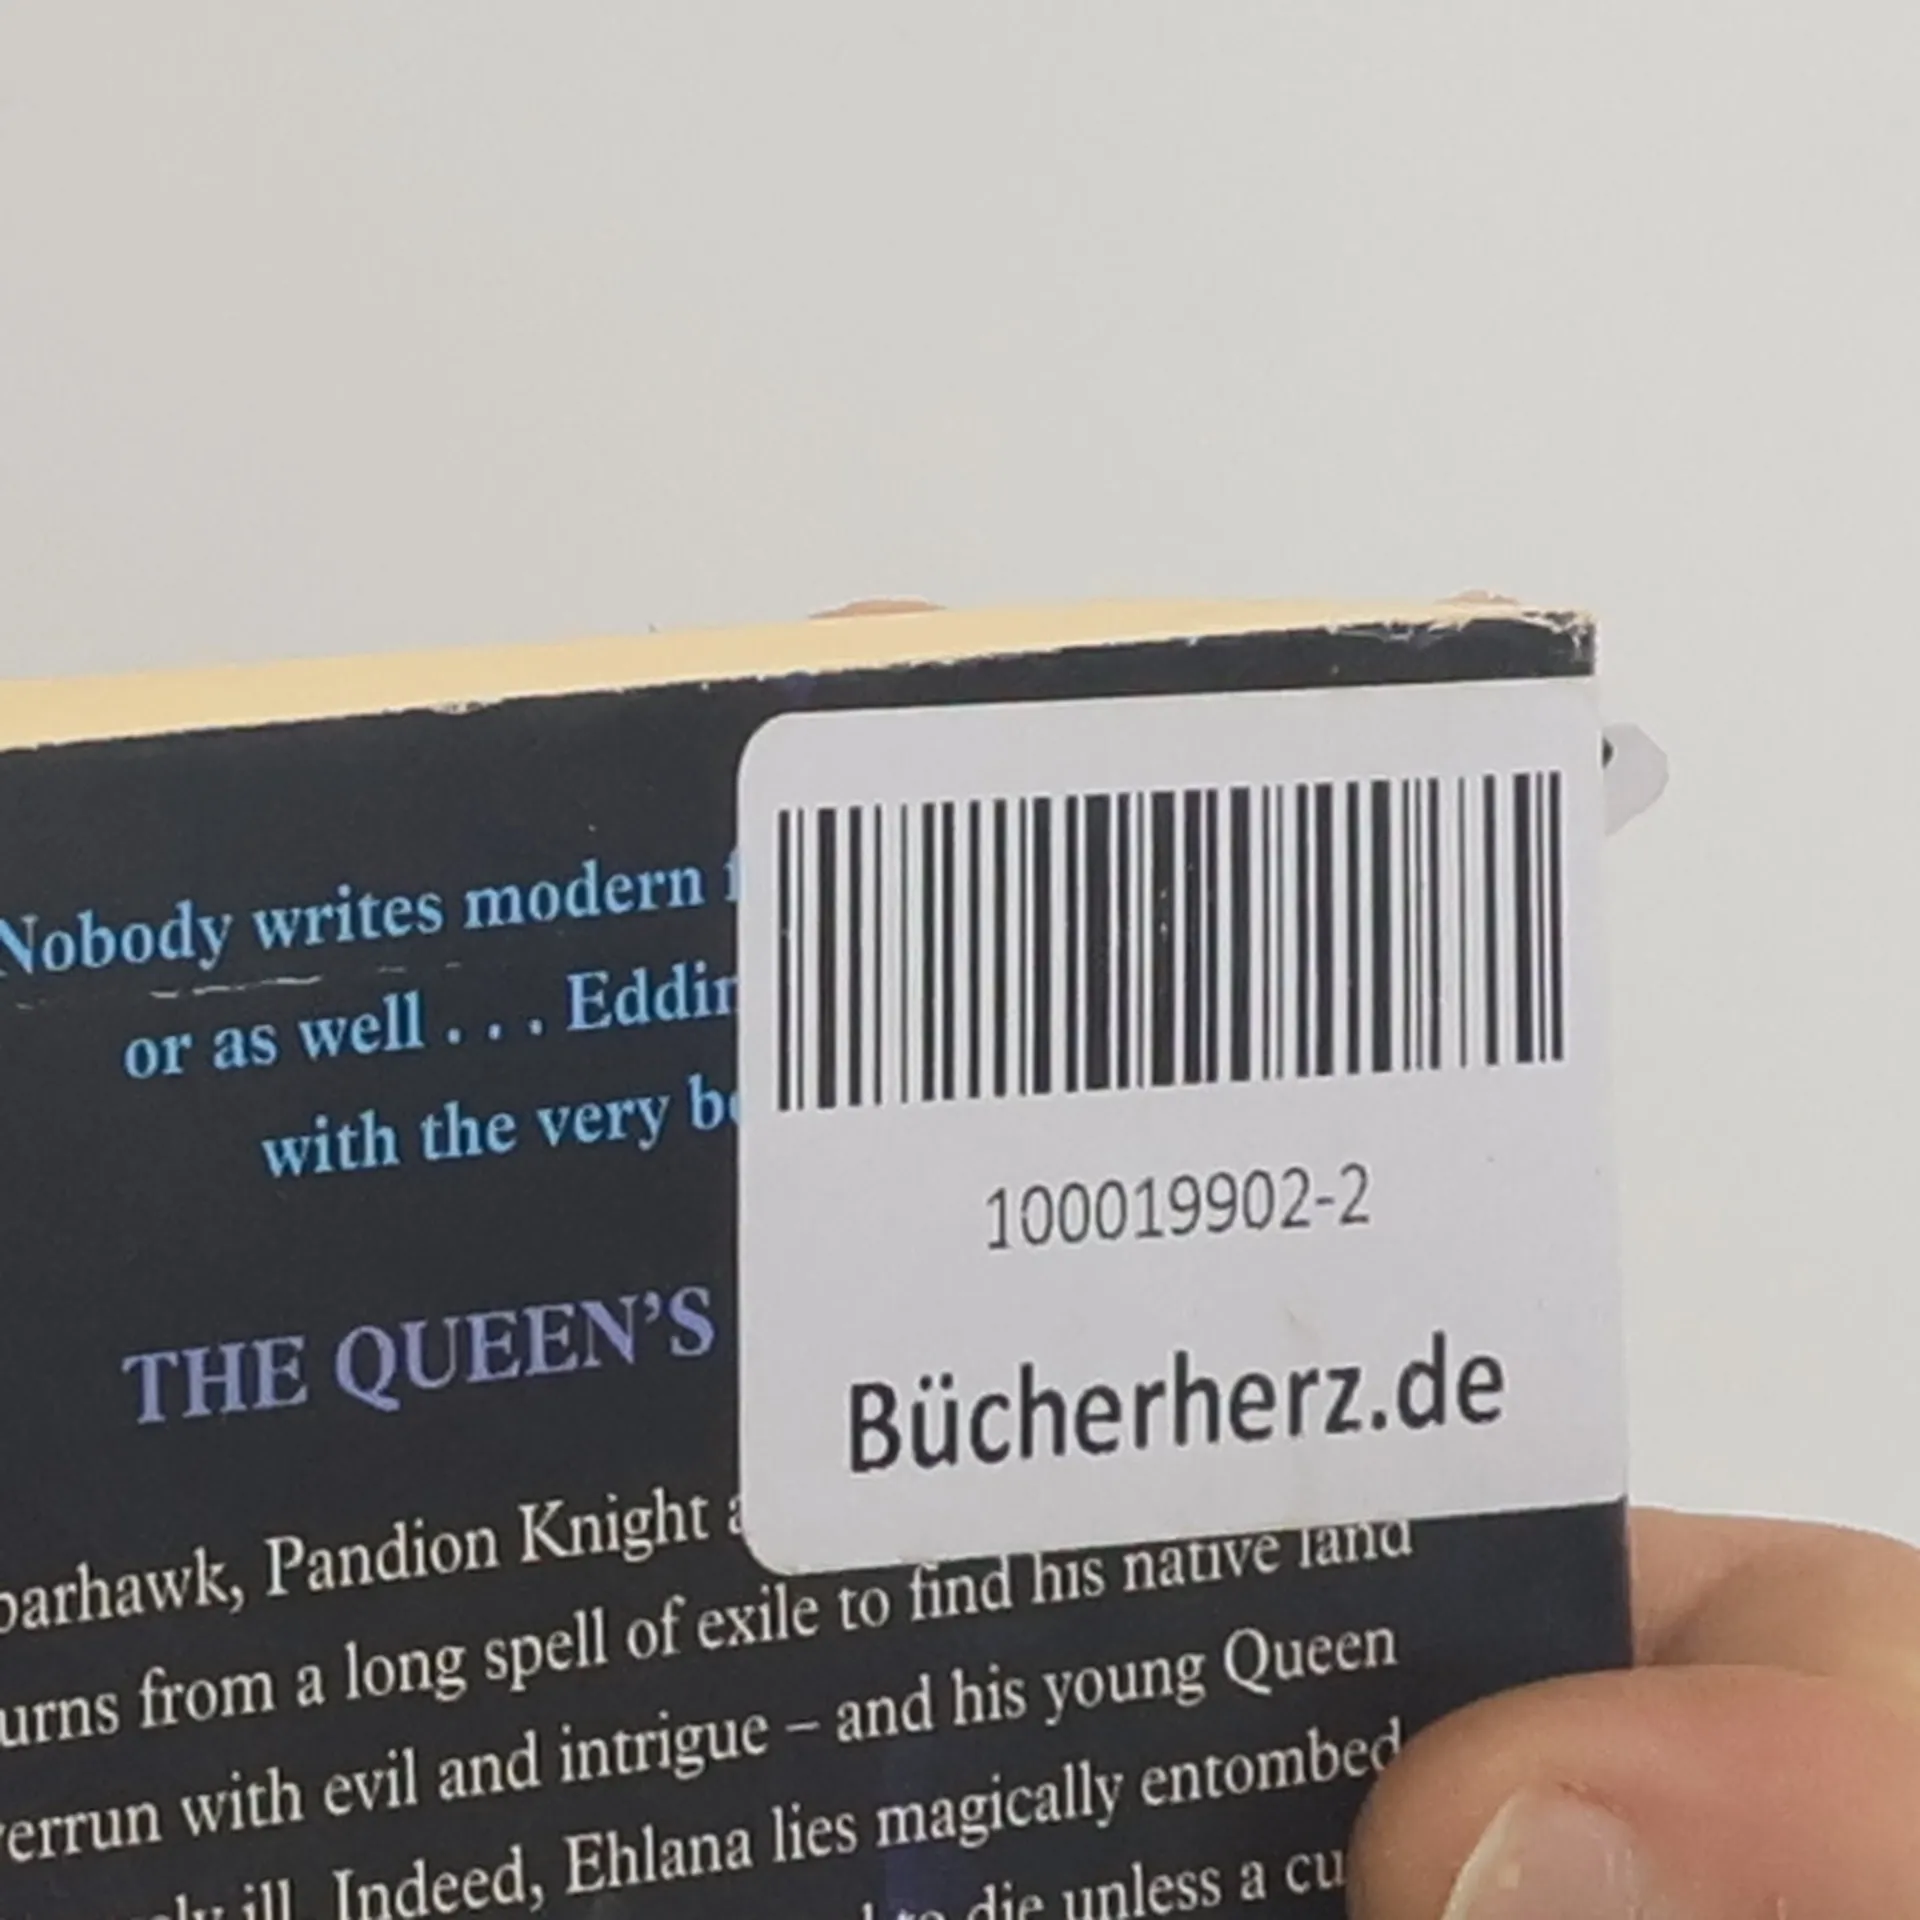 Nobody writes modern
or as well . . .
with the very
THE QUEEN'S
100019902-2
Bücherherz.de
Pandion Knight
from a long spell of exile to find his native land
with evil and intrigue – and his young Queen
ill. Indeed, Ehlana lies magically entombed
to die unless a